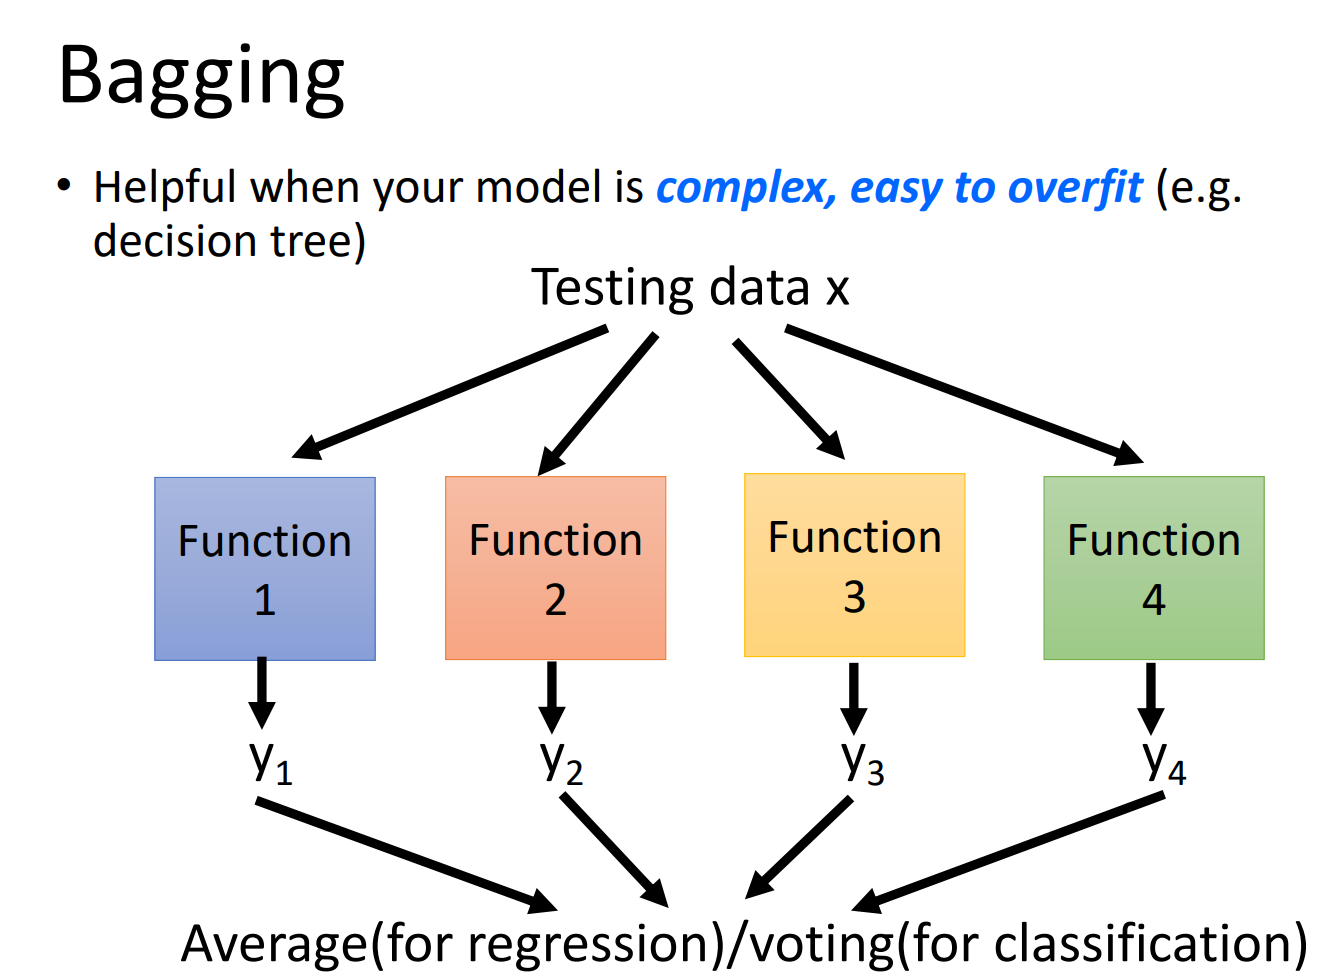 Bagging
• Helpful when your model is complex, easy to overfit (e.g.
decision tree)
Testing data x
Function
1
Function
2
Function
3
Function
4
y1
y2
y3
y4
Average(for regression)/voting(for classification)